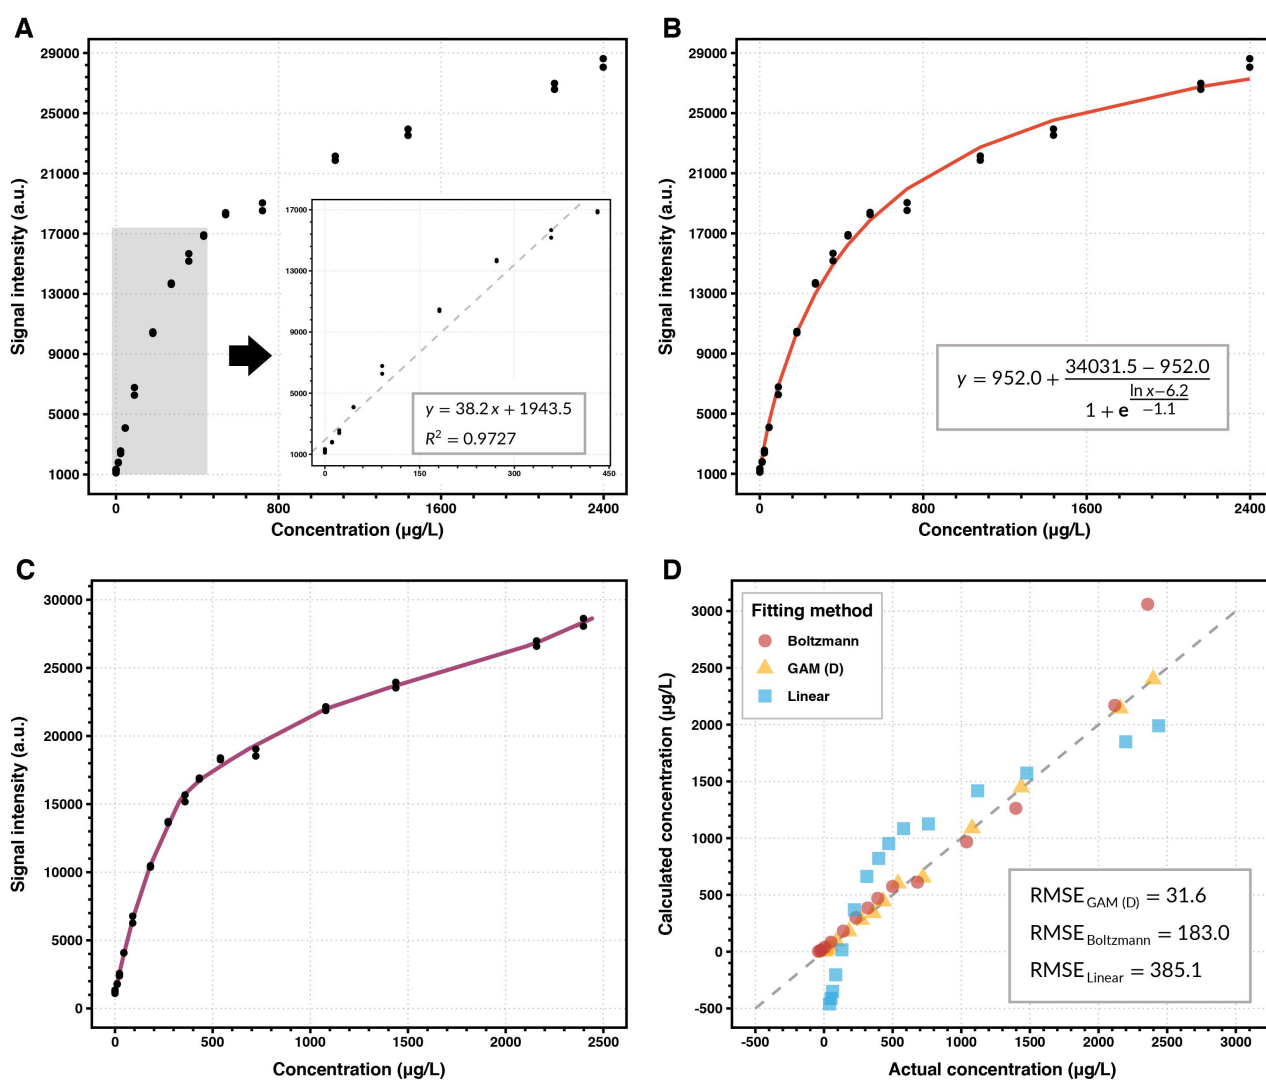 A
29000
25000
21000
17000
13000
9000
5000
1000
Signal intensity (a.u.)
0
800
1600
2400
Concentration (µg/L)
17000
13000
9000
5000
1000
0
150
300
450
y = 38.2x + 1943.5
R² = 0.9727
B
29000
25000
21000
17000
13000
9000
5000
1000
Signal intensity (a.u.)
0
800
1600
2400
Concentration (µg/L)
34031.5 − 952.0
y = 952.0 +
1 + e
ln x−6.2
−1.1
C
30000
25000
20000
15000
10000
5000
0
Signal intensity (a.u.)
0
500
1000
1500
2000
2500
Concentration (µg/L)
D
3000
2500
2000
1500
1000
500
0
-500
Calculated concentration (µg/L)
Fitting method
Boltzmann
GAM (D)
Linear
RMSE GAM (D) = 31.6
RMSE Boltzmann = 183.0
RMSE Linear = 385.1
-500
0
500
1000
1500
2000
2500
3000
Actual concentration (µg/L)